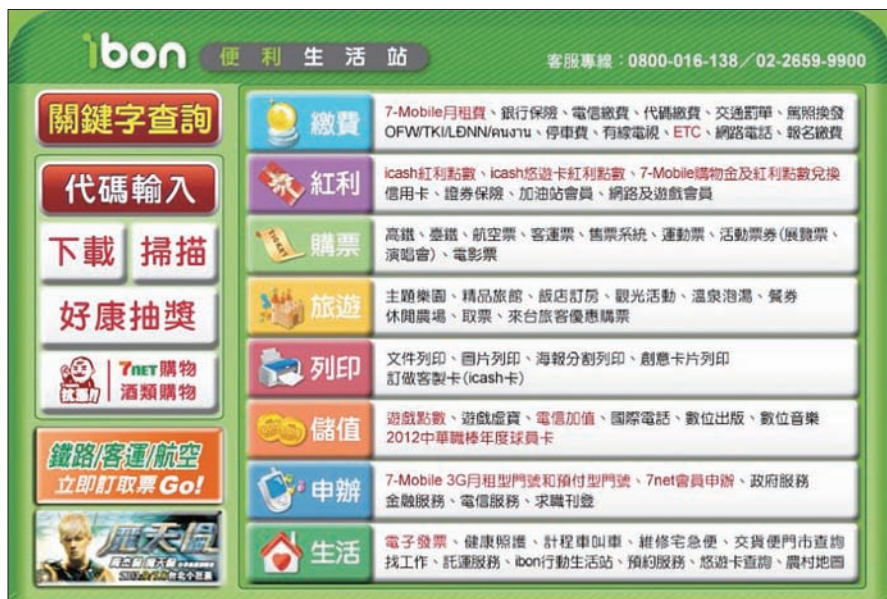 ibon 便利生活站
客服專線：0800-016-138／02-2659-9900
關鍵字查詢
代碼輸入
下載 掃描
好康抽獎
7NET購物
酒類購物
鐵路/客運/航空
立即訂取票Go!
繳費
7-Mobile月租費、銀行保險、電信繳費、代碼繳費、交通罰單、駕照換發
OFW/TKI/LĐNN/คนงาน、停車費、有線電視、ETC、網路電話、報名繳費
紅利
icash紅利點數、icash悠遊卡紅利點數、7-Mobile購物金及紅利點數兌換
信用卡、證券保險、加油站會員、網路及遊戲會員
購票
TICKET
高鐵、臺鐵、航空票、客運票、售票系統、運動票、活動票券(展覽票、
演唱會)、電影票
旅遊
主題樂園、精品旅館、飯店訂房、觀光活動、溫泉泡湯、餐券
休閒農場、取票、來台旅客優惠購票
列印
文件列印、圖片列印、海報分割列印、創意卡片列印
訂做客製卡(icash卡)
儲值
遊戲點數、遊戲虛寶、電信加值、國際電話、數位出版、數位音樂
2012中華職棒年度球員卡
申辦
7-Mobile 3G月租型門號和預付型門號、7net會員申辦、政府服務
金融服務、電信服務、求職刊登
生活
電子發票、健康照護、計程車叫車、維修宅急便、交貨便門市查詢
找工作、託運服務、ibon行動生活站、預約服務、悠遊卡查詢、農村地圖